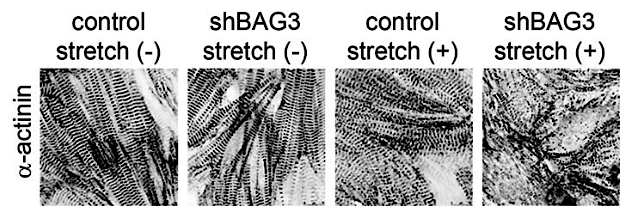 control
stretch (-)
shBAG3
stretch (-)
control
stretch (+)
shBAG3
stretch (+)
α-actinin